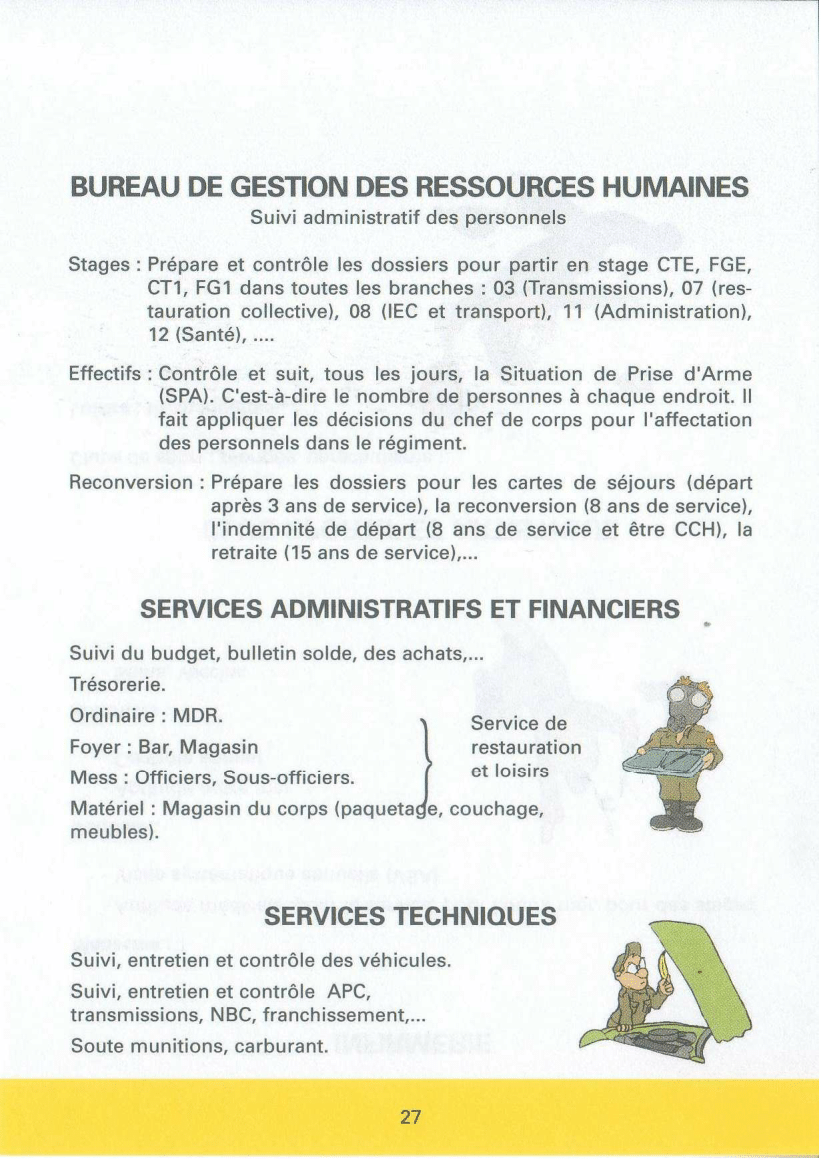 BUREAU DE GESTION DES RESSOURCES HUMAINES
Suivi administratif des personnels
Stages : Prépare et contrôle les dossiers pour partir en stage CTE, FGE,
CT1, FG1 dans toutes les branches : 03 (Transmissions), 07 (res-
tauration collective), 08 (IEC et transport), 11 (Administration),
12 (Santé), ....
Effectifs : Contrôle et suit, tous les jours, la Situation de Prise d'Arme
(SPA). C'est-à-dire le nombre de personnes à chaque endroit. Il
fait appliquer les décisions du chef de corps pour l'affectation
des personnels dans le régiment.
Reconversion : Prépare les dossiers pour les cartes de séjours (départ
après 3 ans de service), la reconversion (8 ans de service),
l'indemnité de départ (8 ans de service et être CCH), la
retraite (15 ans de service),...
SERVICES ADMINISTRATIFS ET FINANCIERS
Suivi du budget, bulletin solde, des achats,...
Trésorerie.
Ordinaire : MDR.
Foyer : Bar, Magasin
Mess : Officiers, Sous-officiers.
Service de
restauration
et loisirs
Matériel : Magasin du corps (paquetage, couchage,
meubles).
SERVICES TECHNIQUES
Suivi, entretien et contrôle des véhicules.
Suivi, entretien et contrôle APC,
transmissions, NBC, franchissement,...
Soute munitions, carburant.
27